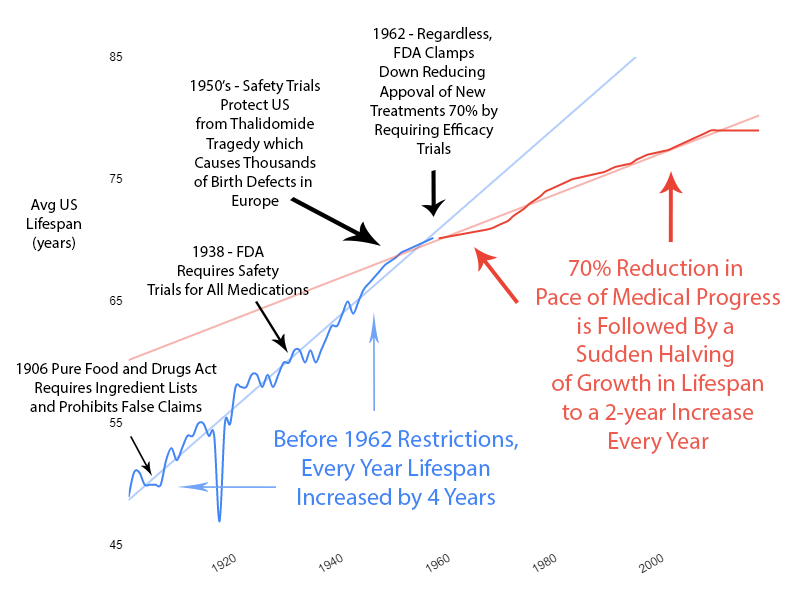 1962 - Regardless,
FDA Clamps
Down Reducing
Appoval of New
Treatments 70% by
Requiring Efficacy
Trials
85
1950's - Safety Trials
Protect US
from Thalidomide
Tragedy which
Causes Thousands
of Birth Defects in
Europe
75
Avg US
Lifespan
(years)
1938 - FDA
Requires Safety
Trials for All Medications
65
70% Reduction in
Pace of Medical Progress
is Followed By a
Sudden Halving
of Growth in Lifespan
to a 2-year Increase
Every Year
1906 Pure Food and Drugs Act
Requires Ingredient Lists
and Prohibits False Claims
55
Before 1962 Restrictions,
Every Year Lifespan
Increased by 4 Years
45
1920
1940
1960
1980
2000